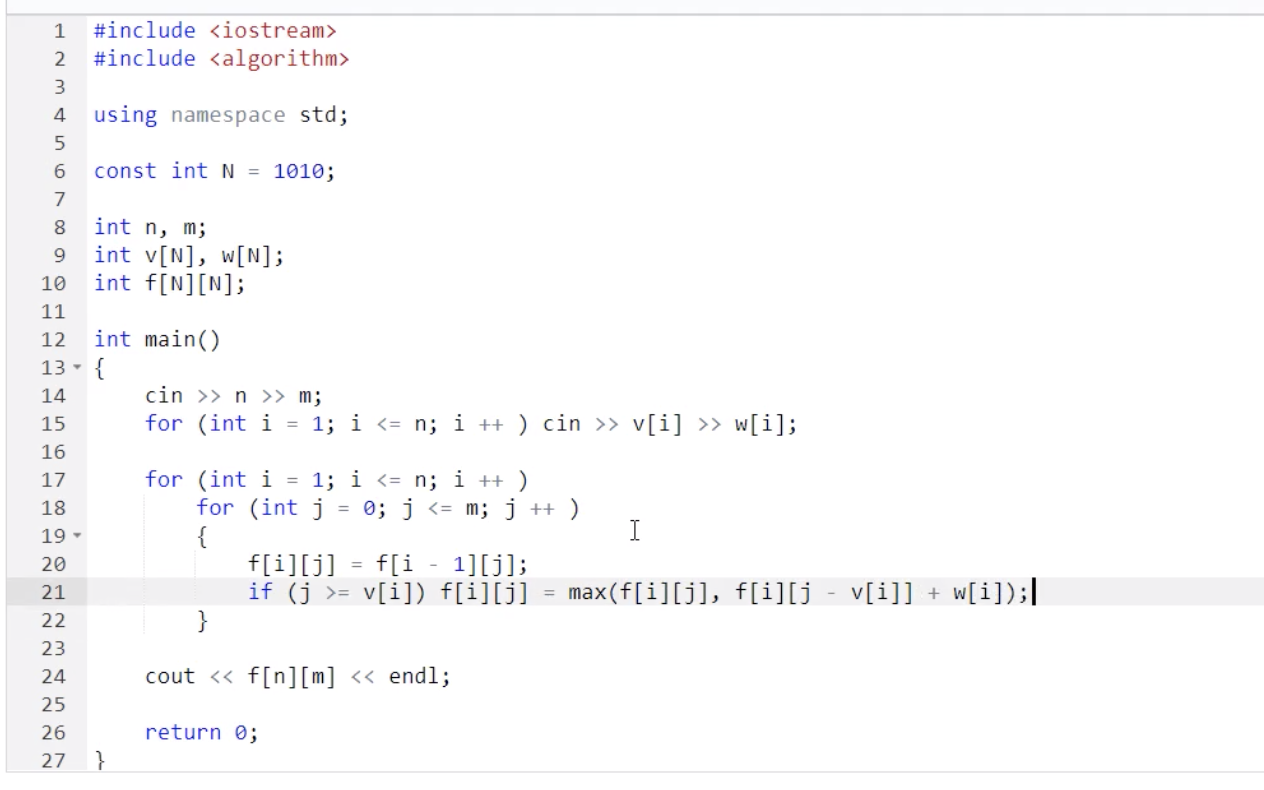 1 #include <iostream>
2 #include <algorithm>
3
4 using namespace std;
5
6 const int N = 1010;
7
8 int n, m;
9 int v[N], w[N];
10 int f[N][N];
11
12 int main()
13 {
14     cin >> n >> m;
15     for (int i = 1; i <= n; i ++ ) cin >> v[i] >> w[i];
16
17     for (int i = 1; i <= n; i ++ )
18         for (int j = 0; j <= m; j ++ )
19         {
20             f[i][j] = f[i - 1][j];
21             if (j >= v[i]) f[i][j] = max(f[i][j], f[i][j - v[i]] + w[i]);
22         }
23
24     cout << f[n][m] << endl;
25
26     return 0;
27 }